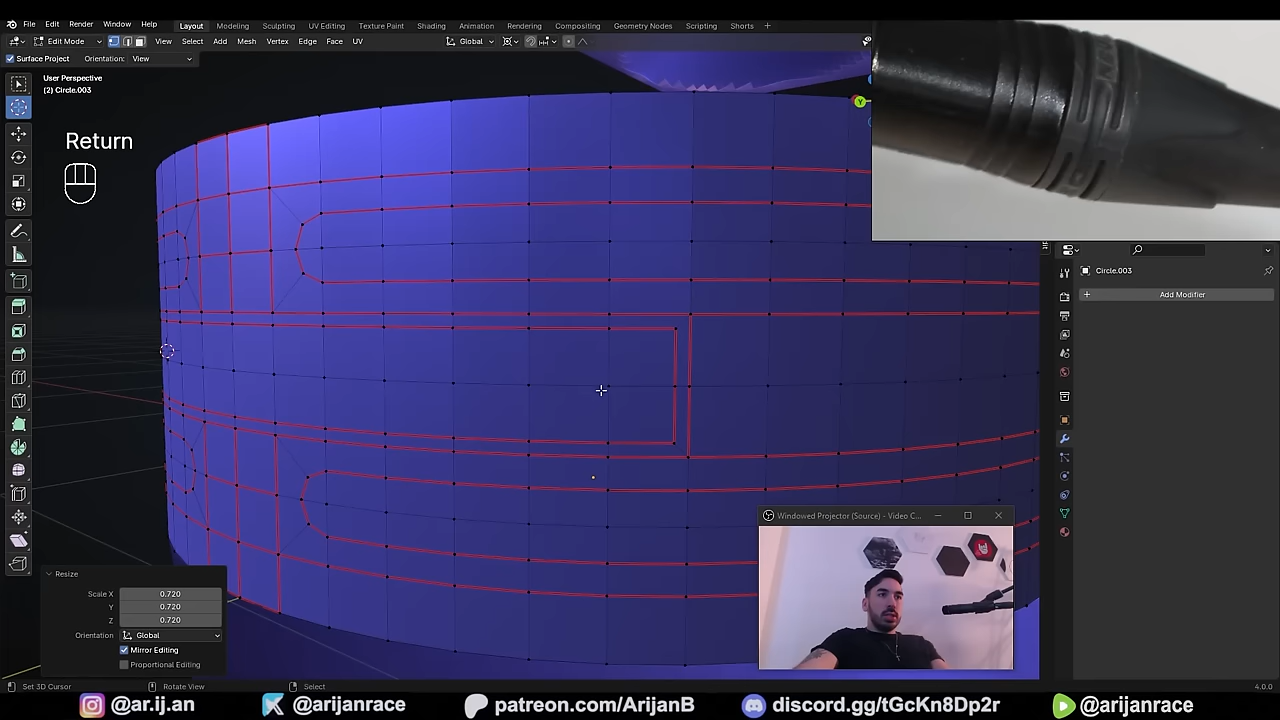 File Edit Render Window Help
Layout Modeling Sculpting UV Editing Texture Paint Shading Animation Rendering Compositing Geometry Nodes Scripting Shorts +
Edit Mode View Select Add Mesh Vertex Edge Face UV Global
Surface Project Orientation: View
User Perspective
(2) Circle.003
Return
Y
Circle.003
+ Add Modifier
Windowed Projector (Source) - Video C...
Resize
Scale X 0.720
Y 0.720
Z 0.720
Orientation: Global
Mirror Editing
Proportional Editing
Set 3D Cursor Rotate View Select 4.0.0
@ar.ij.an @arijanrace patreon.com/ArijanB discord.gg/tGcKn8Dp2r @arijanrace